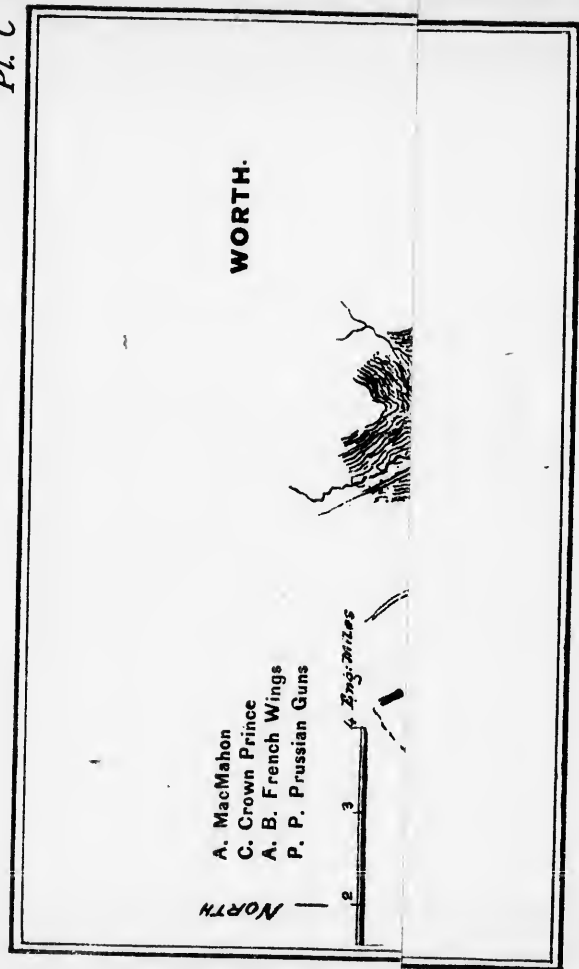 Pl. C
WORTH.
A. MacMahon
C. Crown Prince
A. B. French Wings
P. P. Prussian Guns
NORTH
2 3 4 Eng: Miles